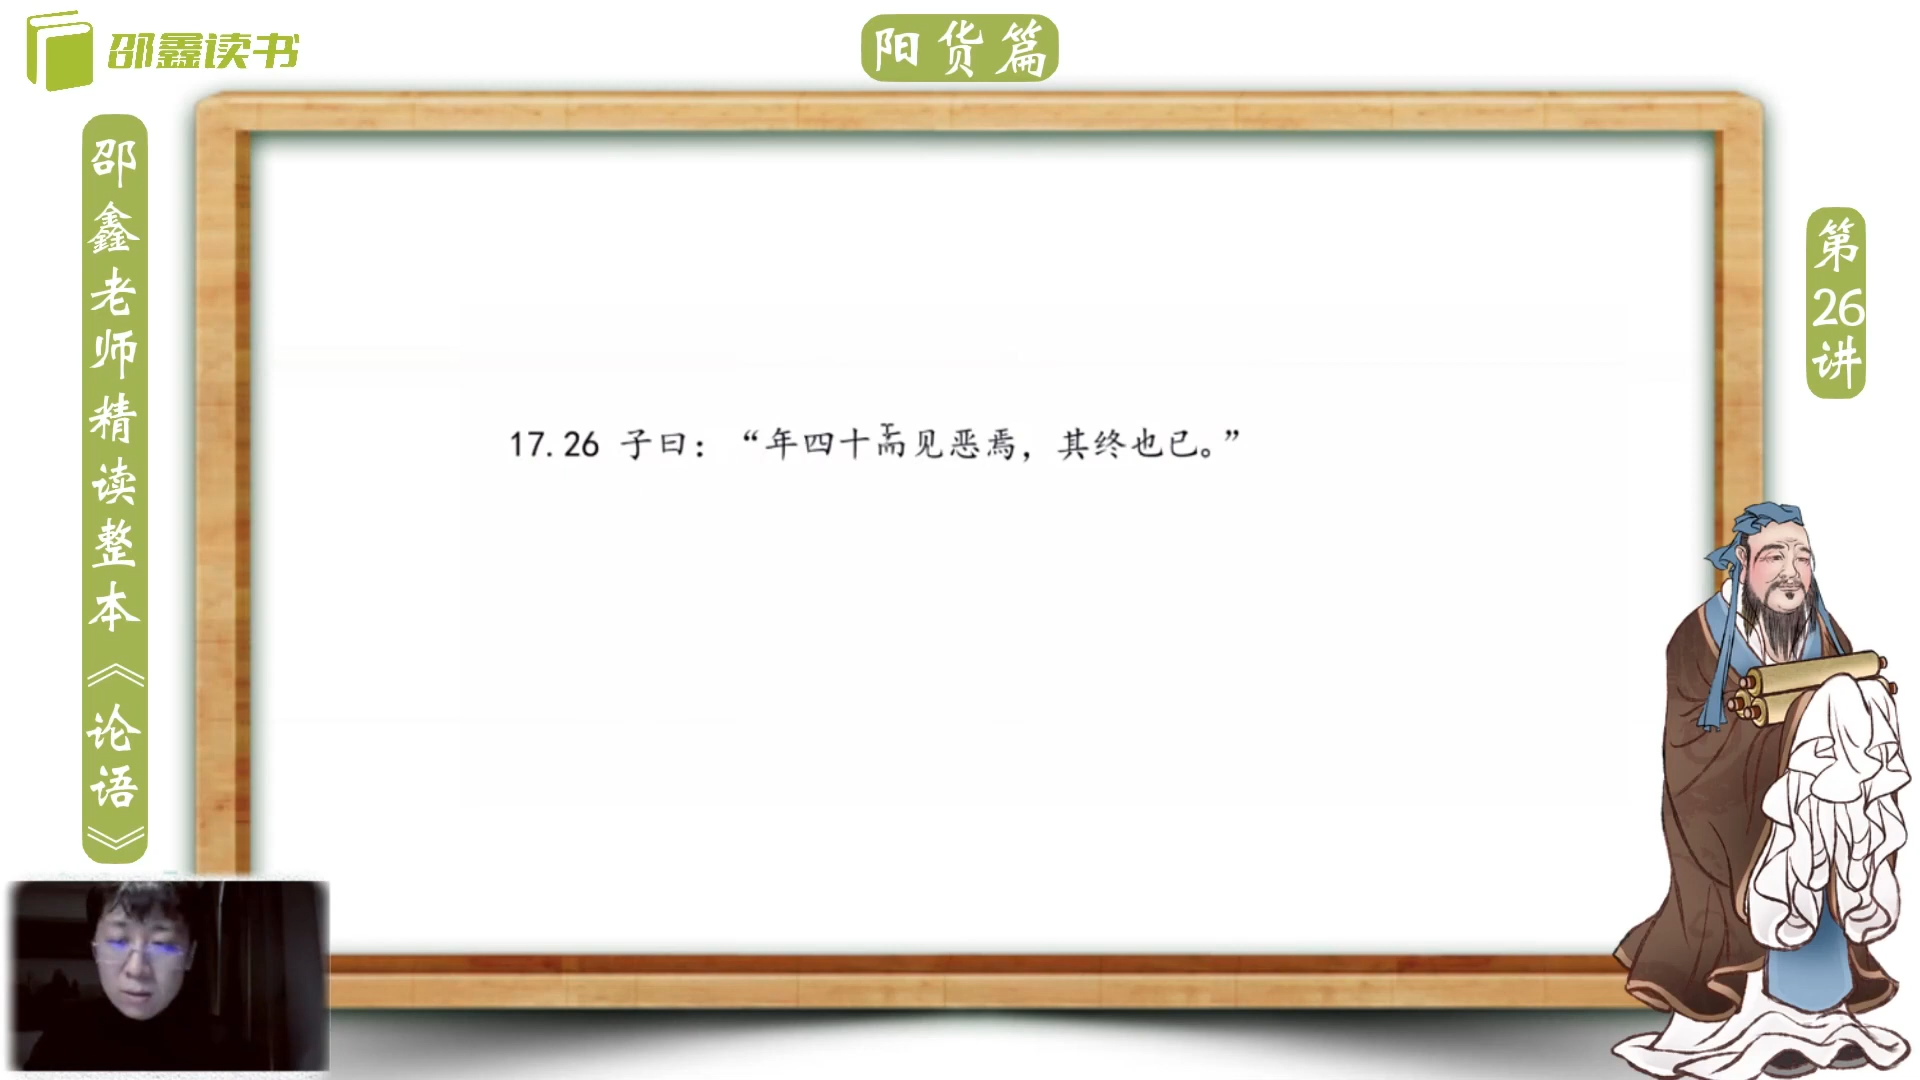 邵鑫读书
阳货篇
邵鑫老师精读整本《论语》
第26讲
17.26 子曰：“年四十而见恶焉，其终也已。”